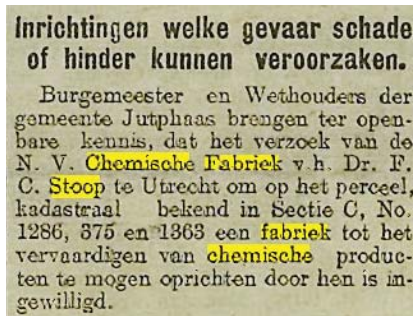 Inrichtingen welke gevaar schade
of hinder kunnen veroorzaken.
Burgemeester en Wethouders der
gemeente Jutphaas brengen ter open-
bare kennis, dat het verzoek van de
N. V. Chemische Fabriek v.h. Dr. F.
C. Stoop te Utrecht om op het perceel,
kadastraal bekend in Sectie C, No.
1286, 375 en 1363 een fabriek tot het
vervaardigen van chemische produc-
ten te mogen oprichten door hen is in-
gewilligd.